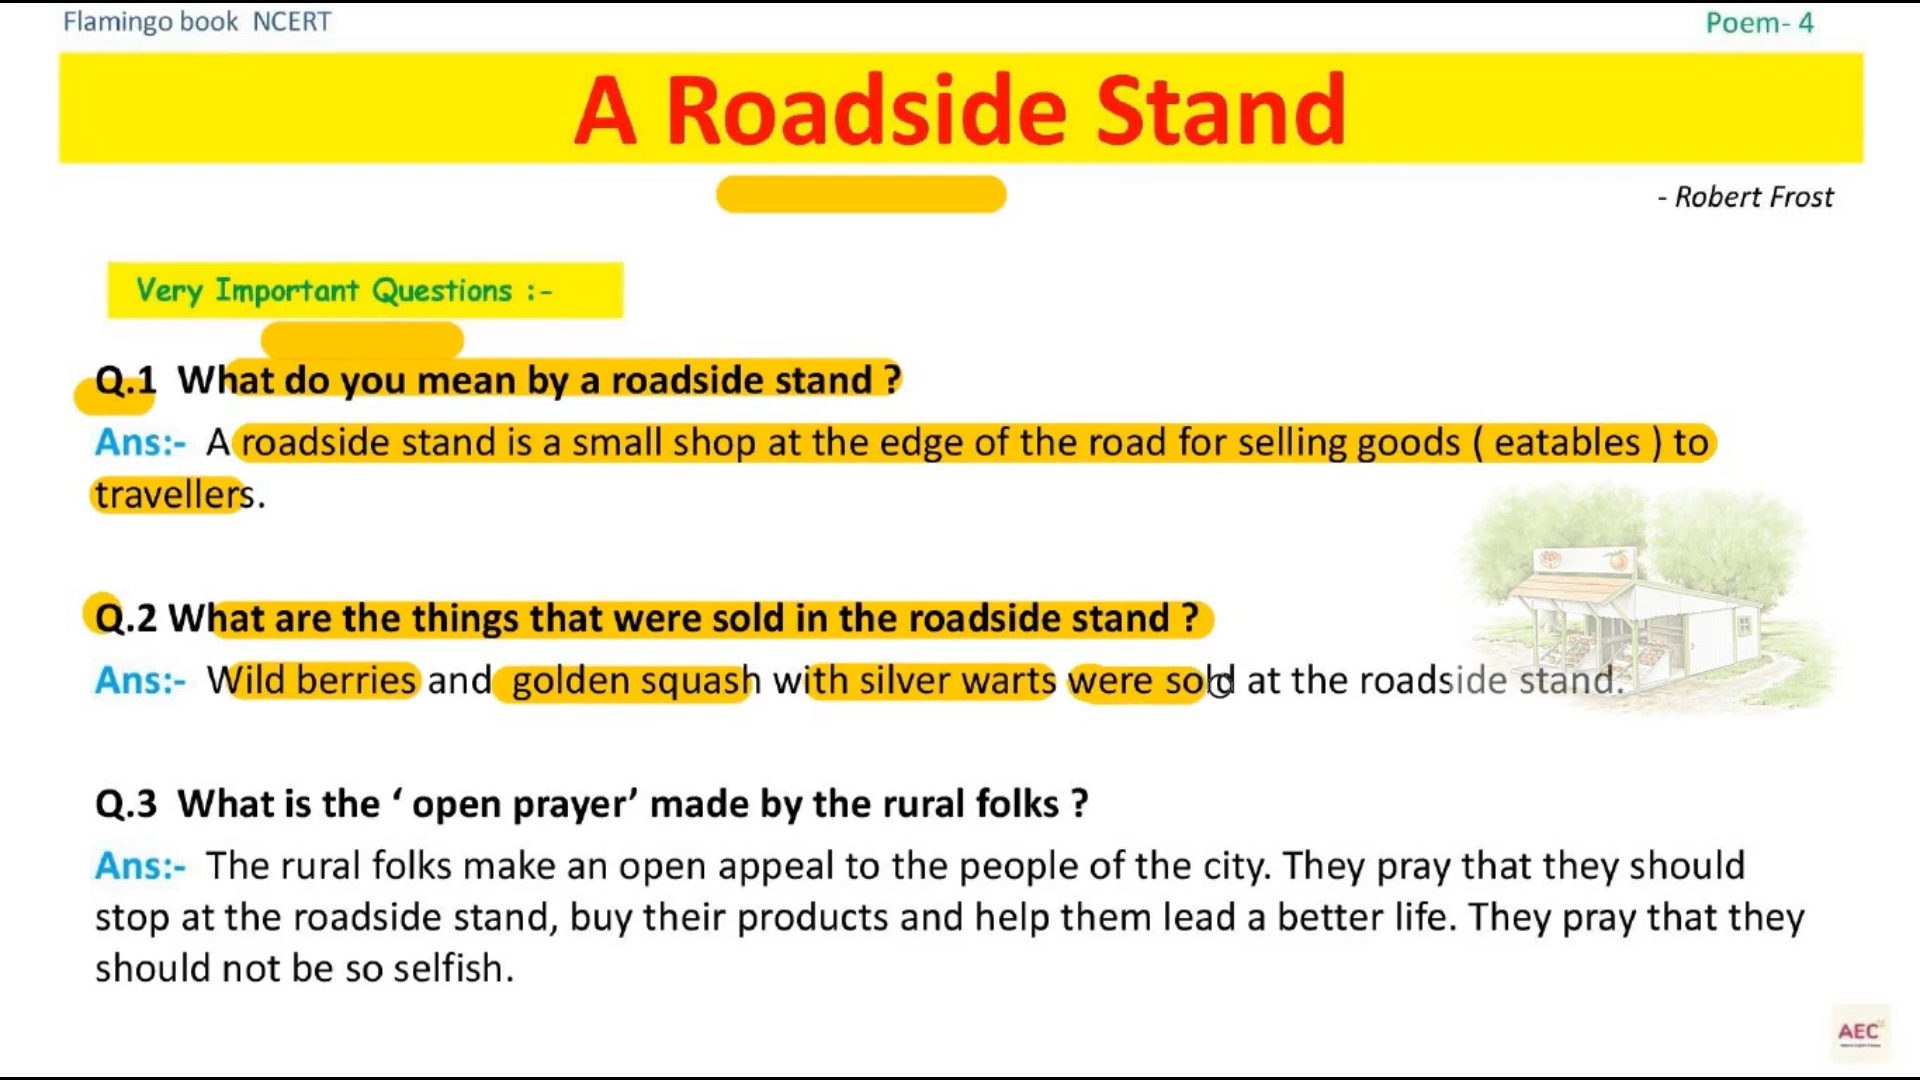 Flamingo book NCERT
Poem- 4
A Roadside Stand
- Robert Frost
Very Important Questions :-
Q.1 What do you mean by a roadside stand ?
Ans:- A roadside stand is a small shop at the edge of the road for selling goods ( eatables ) to
travellers.
Q.2 What are the things that were sold in the roadside stand ?
Ans:- Wild berries and golden squash with silver warts were sold at the roadside stand.
Q.3 What is the ‘ open prayer’ made by the rural folks ?
Ans:- The rural folks make an open appeal to the people of the city. They pray that they should
stop at the roadside stand, buy their products and help them lead a better life. They pray that they
should not be so selfish.
AEC